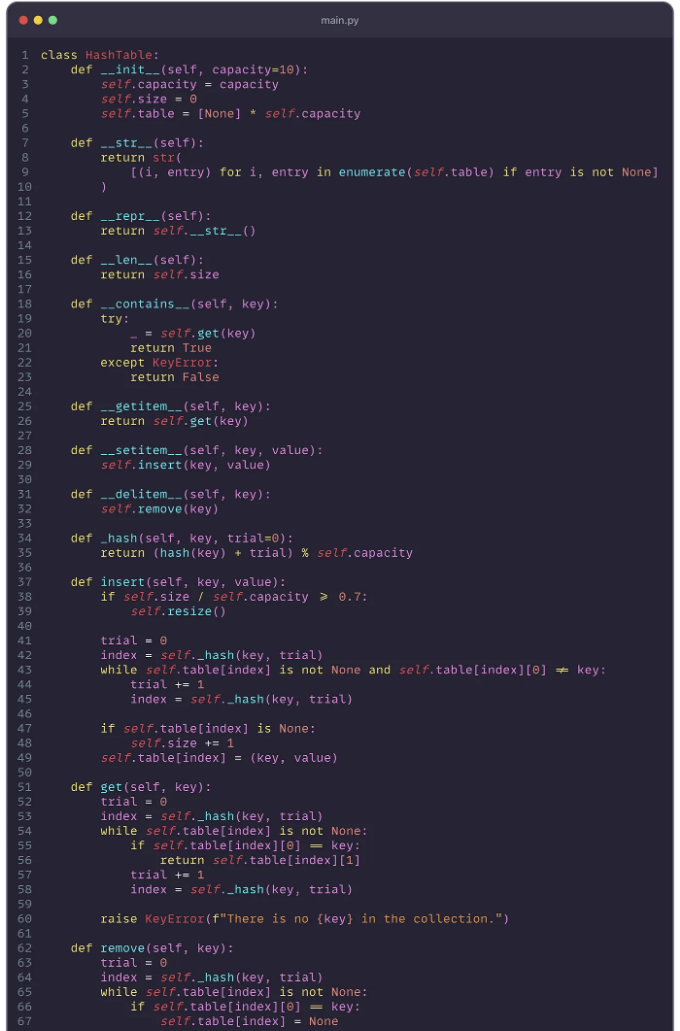 main.py
1 class HashTable:
2     def __init__(self, capacity=10):
3         self.capacity = capacity
4         self.size = 0
5         self.table = [None] * self.capacity
6
7     def __str__(self):
8         return str(
9             [(i, entry) for i, entry in enumerate(self.table) if entry is not None]
10         )
11
12     def __repr__(self):
13         return self.__str__()
14
15     def __len__(self):
16         return self.size
17
18     def __contains__(self, key):
19         try:
20             _ = self.get(key)
21             return True
22         except KeyError:
23             return False
24
25     def __getitem__(self, key):
26         return self.get(key)
27
28     def __setitem__(self, key, value):
29         self.insert(key, value)
30
31     def __delitem__(self, key):
32         self.remove(key)
33
34     def _hash(self, key, trial=0):
35         return (hash(key) + trial) % self.capacity
36
37     def insert(self, key, value):
38         if self.size / self.capacity >= 0.7:
39             self.resize()
40
41         trial = 0
42         index = self._hash(key, trial)
43         while self.table[index] is not None and self.table[index][0] != key:
44             trial += 1
45             index = self._hash(key, trial)
46
47         if self.table[index] is None:
48             self.size += 1
49         self.table[index] = (key, value)
50
51     def get(self, key):
52         trial = 0
53         index = self._hash(key, trial)
54         while self.table[index] is not None:
55             if self.table[index][0] == key:
56                 return self.table[index][1]
57             trial += 1
58             index = self._hash(key, trial)
59
60         raise KeyError(f"There is no {key} in the collection.")
61
62     def remove(self, key):
63         trial = 0
64         index = self._hash(key, trial)
65         while self.table[index] is not None:
66             if self.table[index][0] == key:
67                 self.table[index] = None